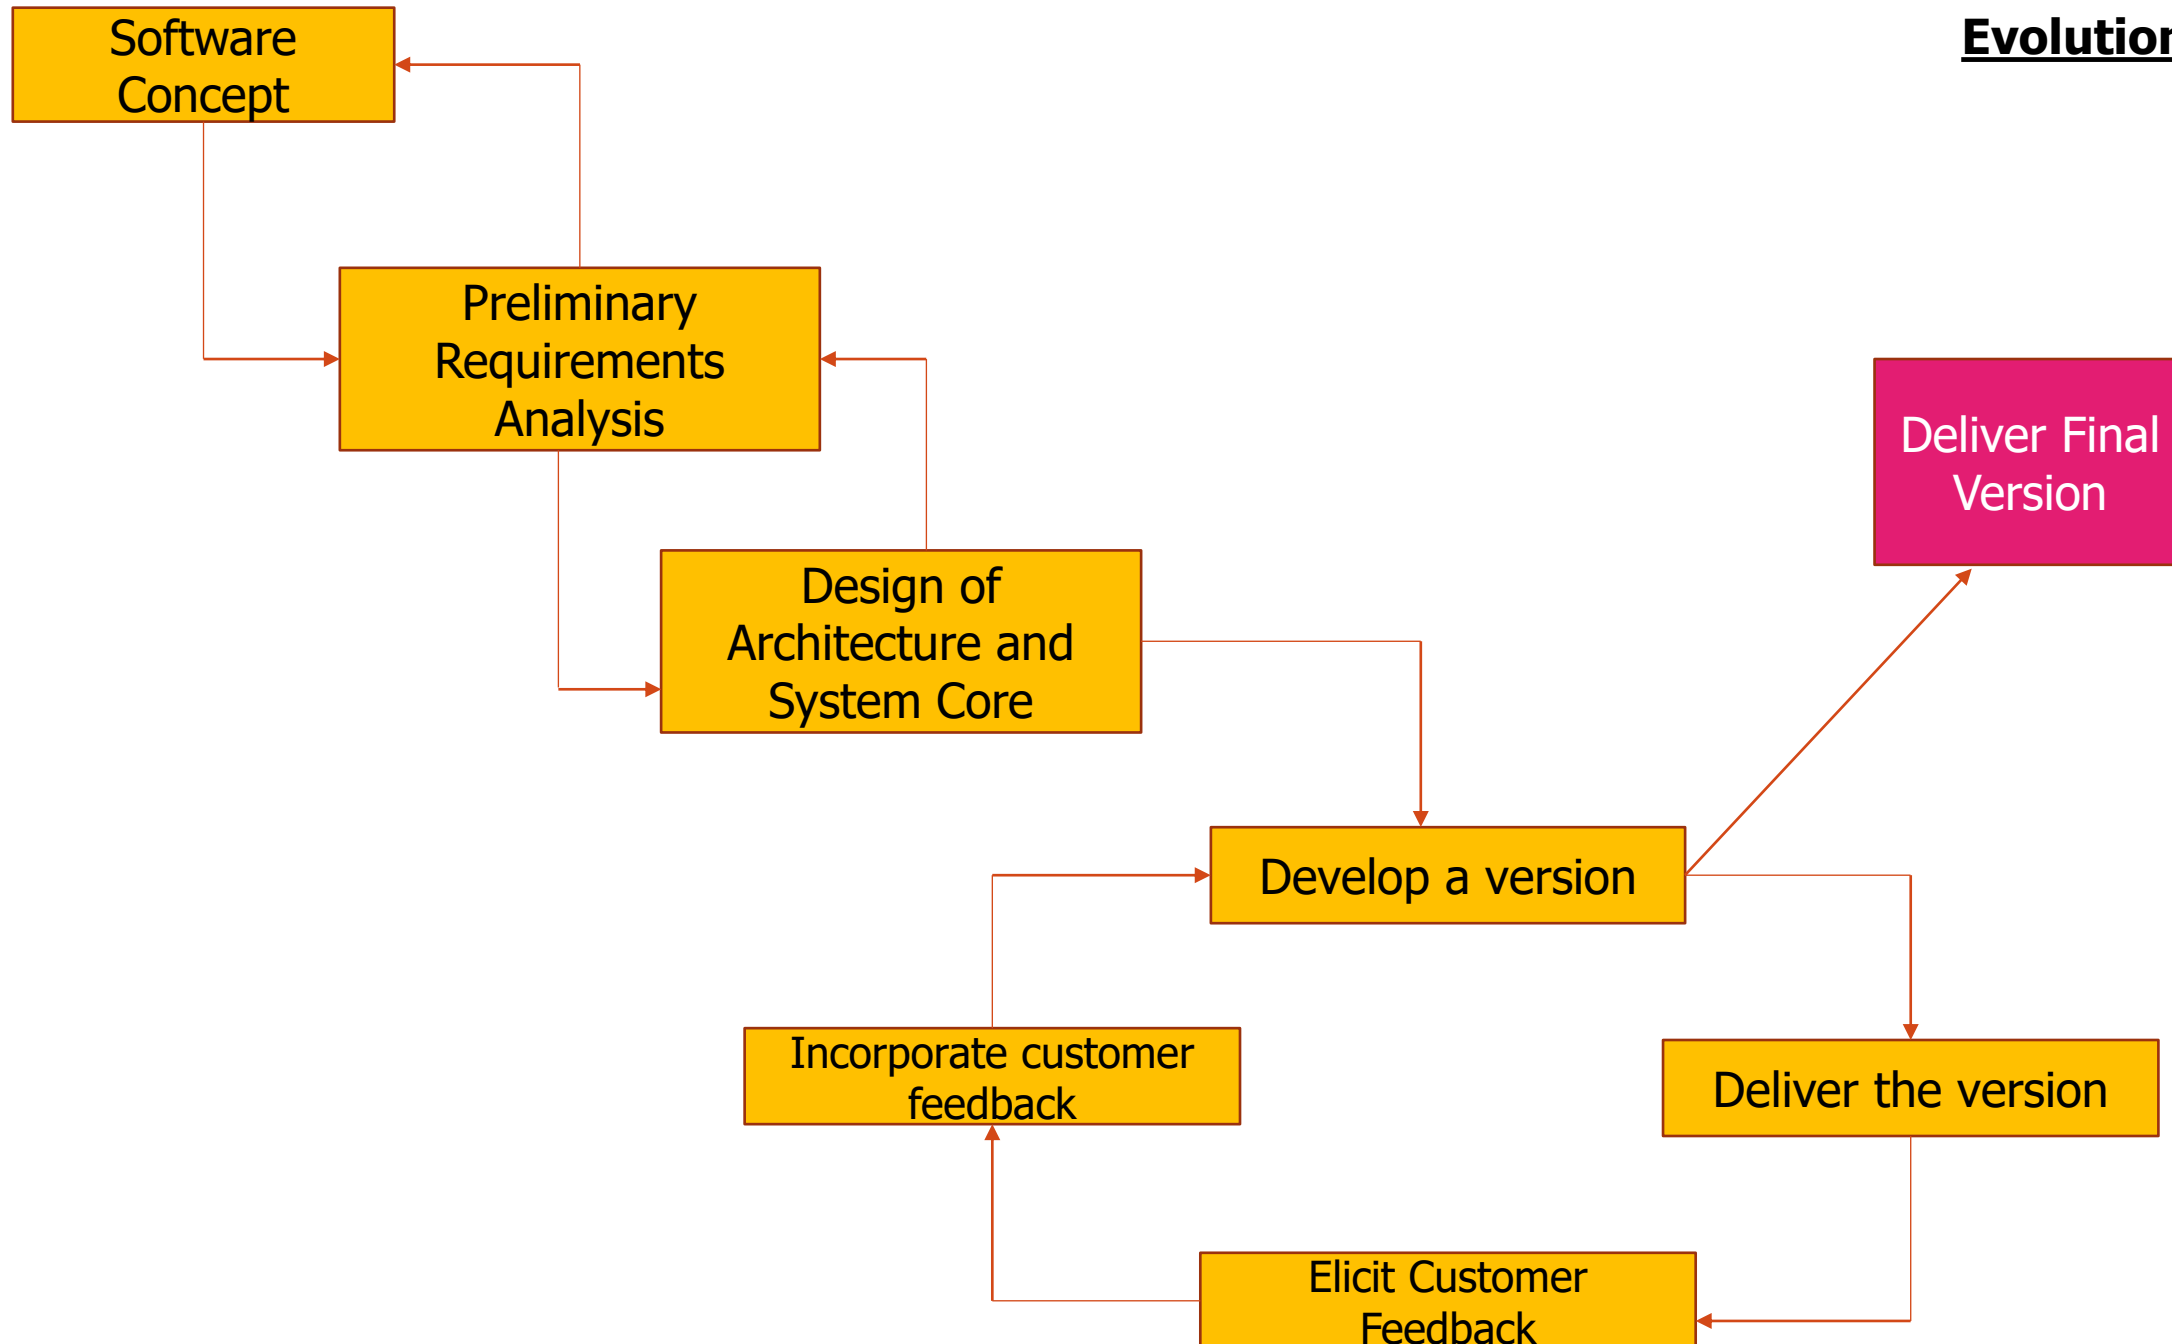 Evolution
Software
Concept
Preliminary
Requirements
Analysis
Deliver Final
Version
Design of
Architecture and
System Core
Develop a version
Incorporate customer
feedback
Deliver the version
Elicit Customer
Feedback